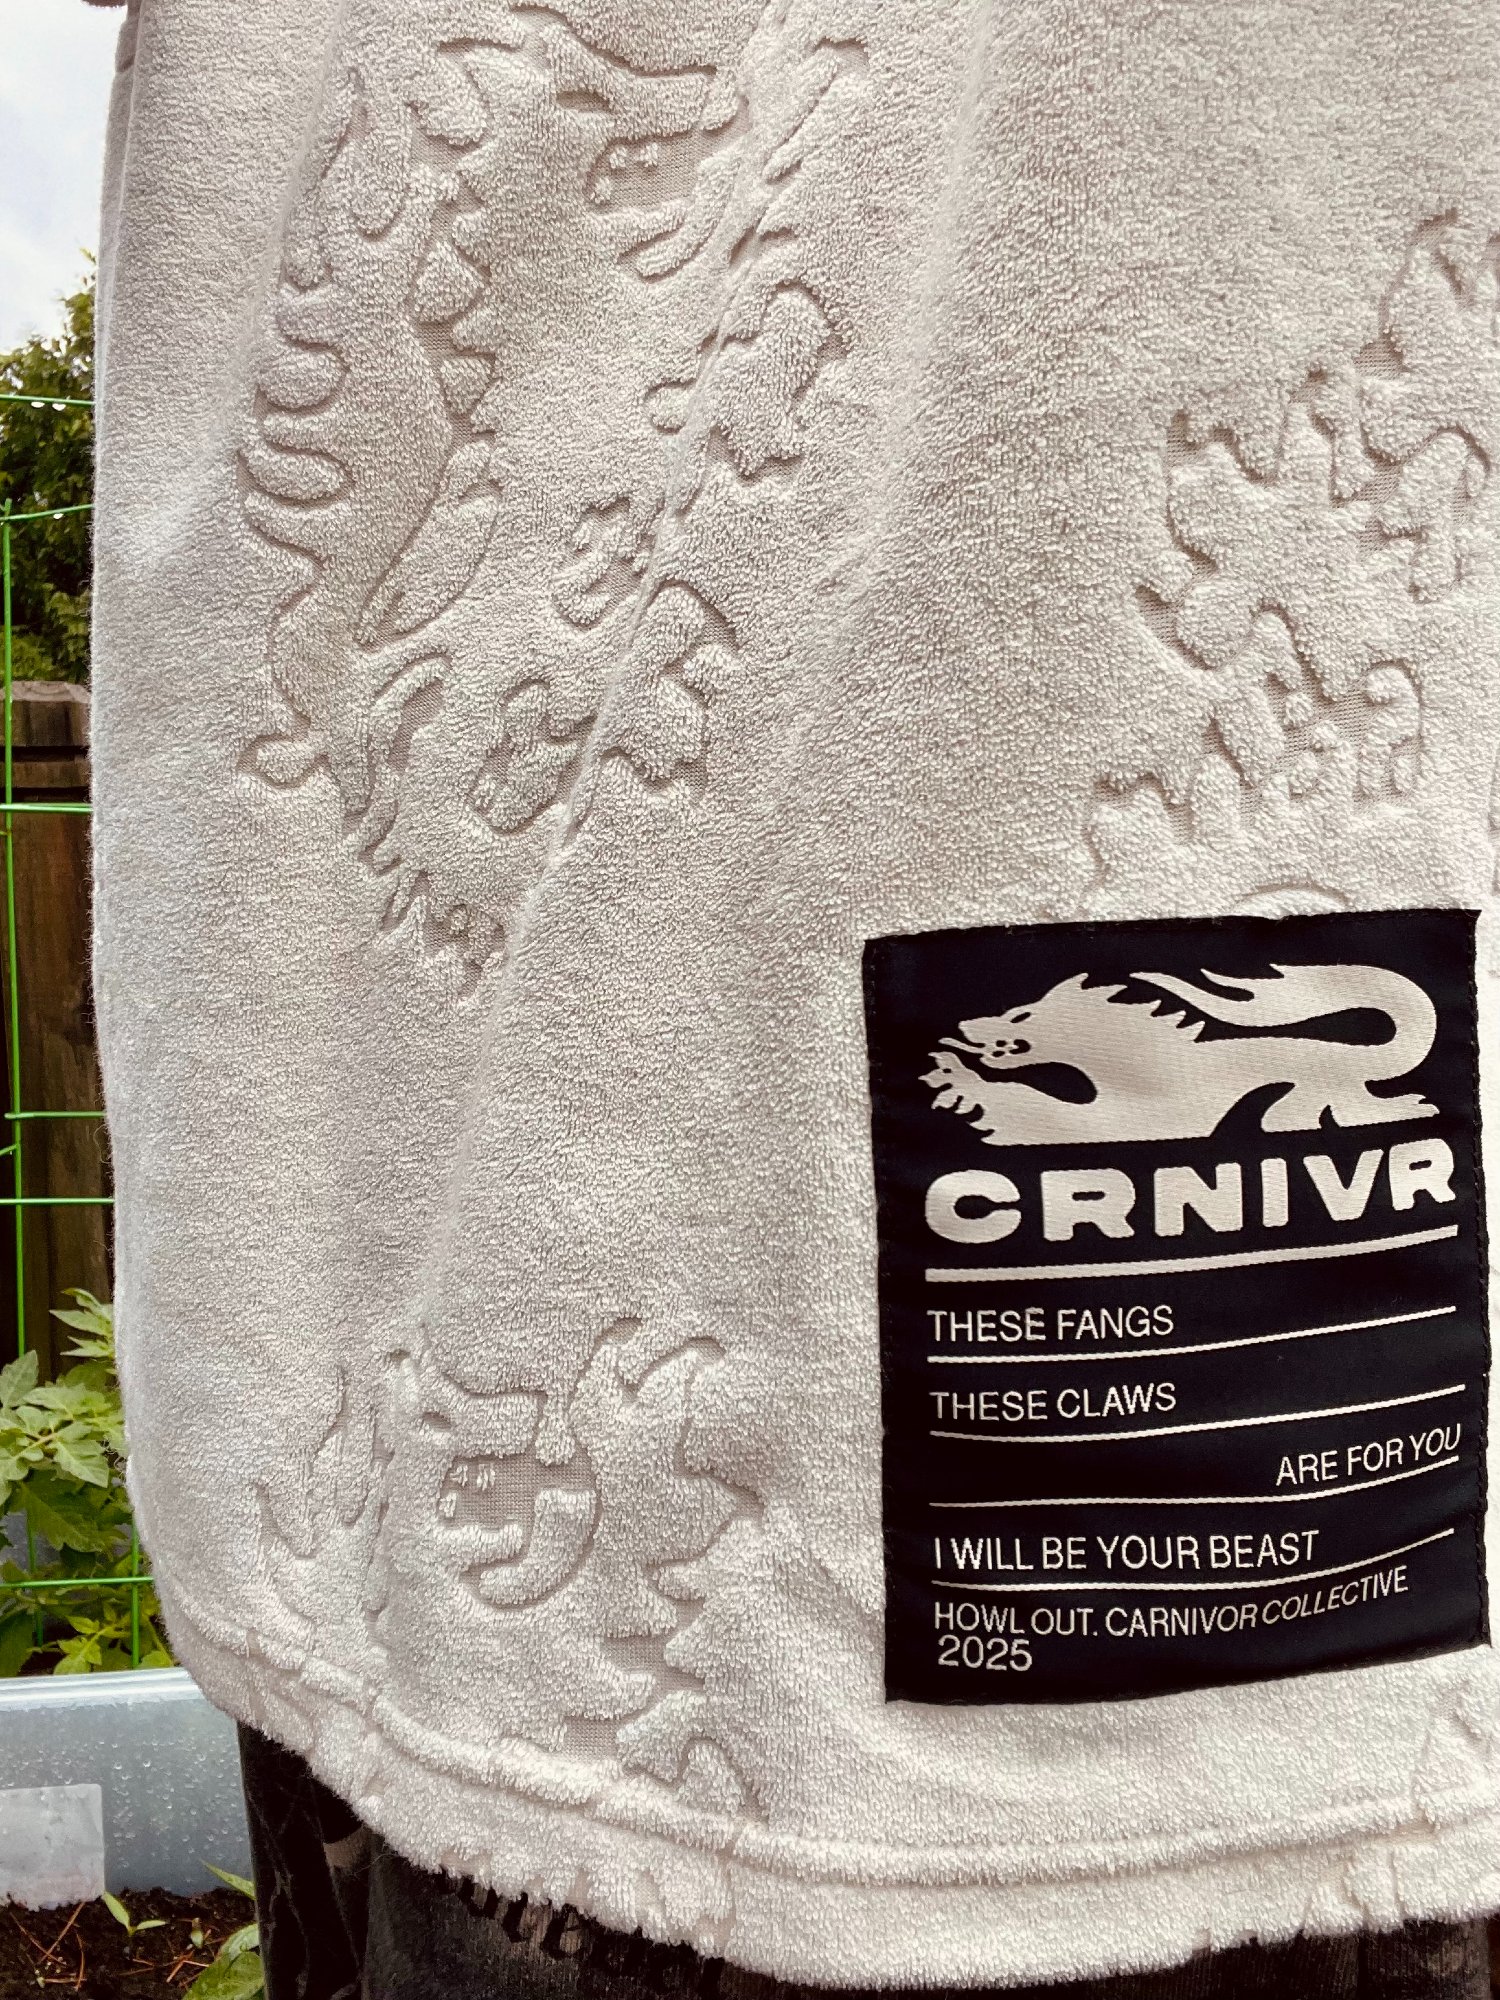 CRNIVR
THESE FANGS
THESE CLAWS
ARE FOR YOU
I WILL BE YOUR BEAST
HOWL OUT. CARNIVOR COLLECTIVE
2025